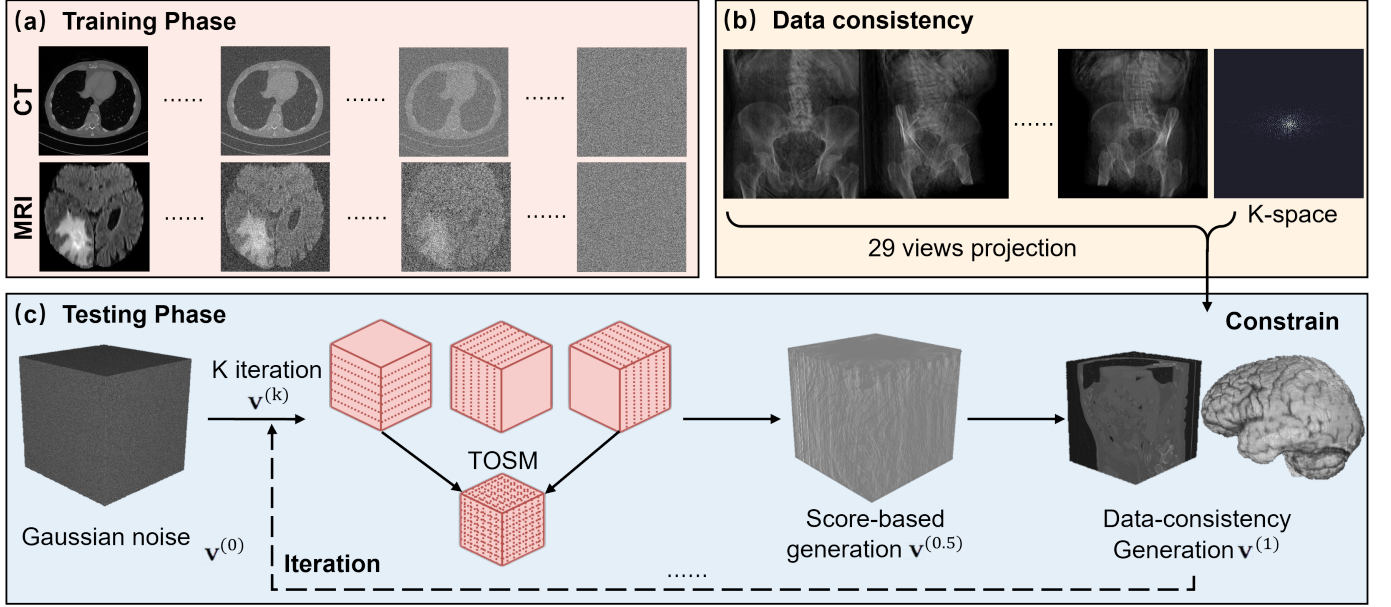 (a) Training Phase
CT
......
......
......
MRI
......
......
......
(b) Data consistency
......
K-space
29 views projection
(c) Testing Phase
Constrain
K iteration
v^(k)
TOSM
Gaussian noise
v^(0)
Iteration
......
Score-based
generation v^(0.5)
Data-consistency
Generation v^(1)